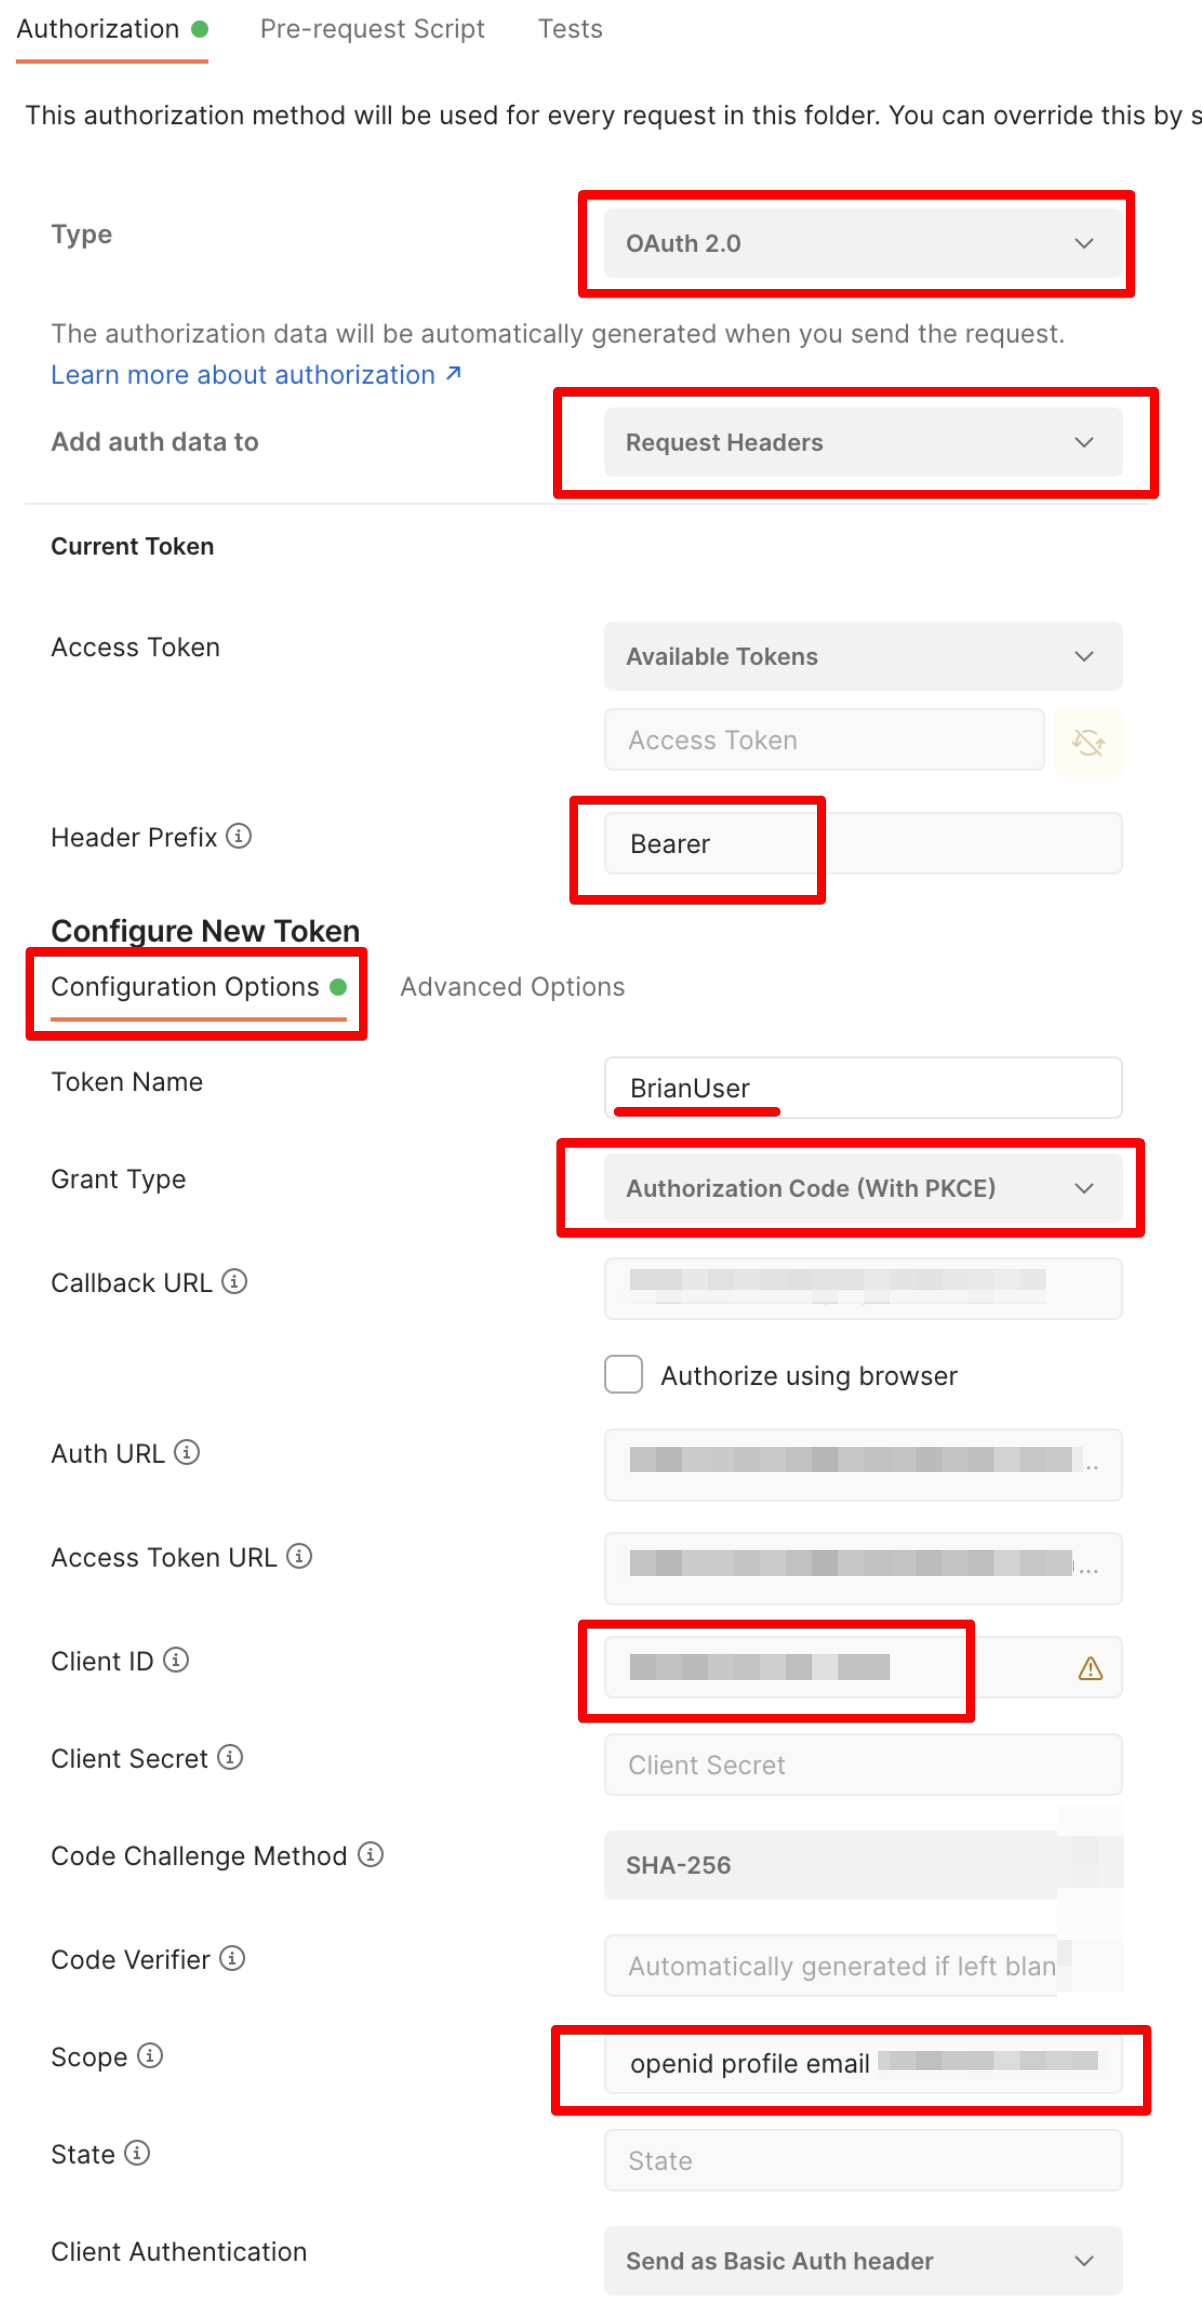 Authorization Pre-request Script Tests
This authorization method will be used for every request in this folder. You can override this by s
Type OAuth 2.0
The authorization data will be automatically generated when you send the request.
Learn more about authorization ↗
Add auth data to Request Headers
Current Token
Access Token Available Tokens
Access Token
Header Prefix Bearer
Configure New Token
Configuration Options Advanced Options
Token Name BrianUser
Grant Type Authorization Code (With PKCE)
Callback URL
Authorize using browser
Auth URL ..
Access Token URL ...
Client ID
Client Secret Client Secret
Code Challenge Method SHA-256
Code Verifier Automatically generated if left blan
Scope openid profile email
State State
Client Authentication Send as Basic Auth header